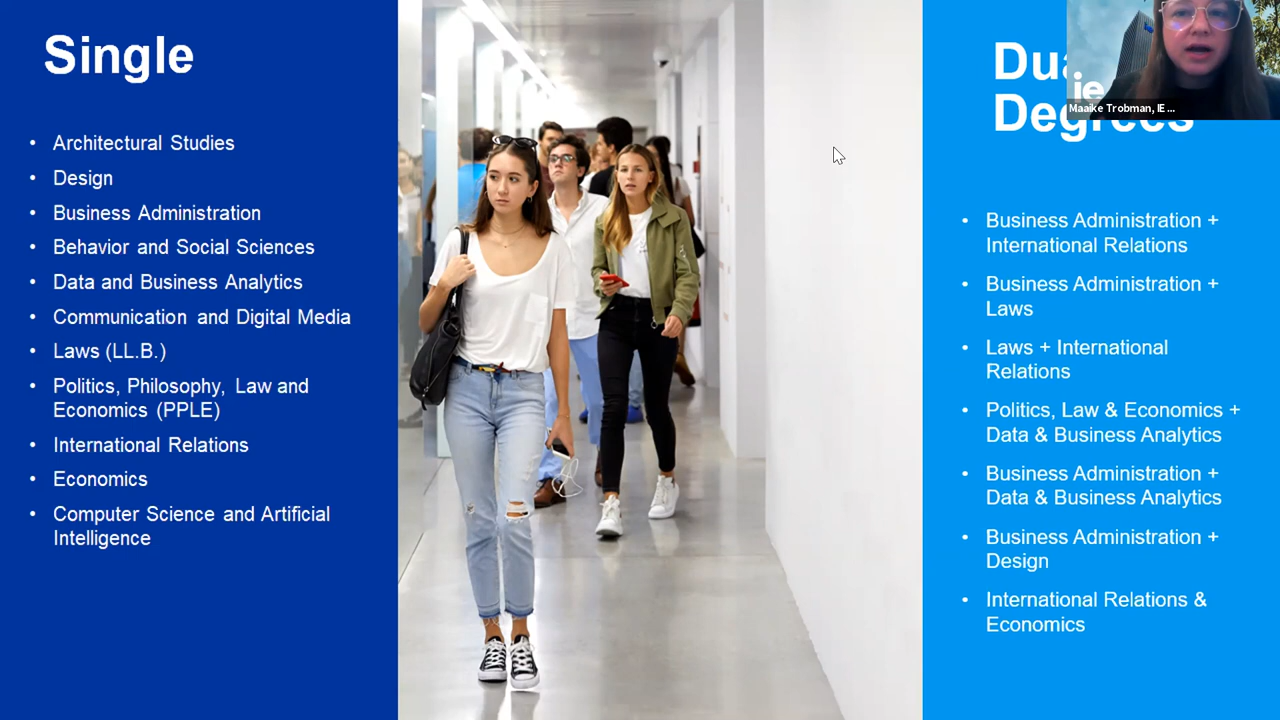 Single
• Architectural Studies
• Design
• Business Administration
• Behavior and Social Sciences
• Data and Business Analytics
• Communication and Digital Media
• Laws (LL.B.)
• Politics, Philosophy, Law and
Economics (PPLE)
• International Relations
• Economics
• Computer Science and Artificial
Intelligence
Degrees
ie
Maaike Trobman, IE ...
• Business Administration +
International Relations
• Business Administration +
Laws
• Laws + International
Relations
• Politics, Law & Economics +
Data & Business Analytics
• Business Administration +
Data & Business Analytics
• Business Administration +
Design
• International Relations &
Economics